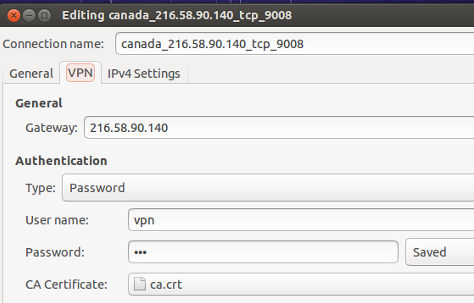 Editing canada_216.58.90.140_tcp_9008
Connection name: canada_216.58.90.140_tcp_9008
General VPN IPv4 Settings
General
Gateway: 216.58.90.140
Authentication
Type: Password
User name: vpn
Password: ••• Saved
CA Certificate: ca.crt